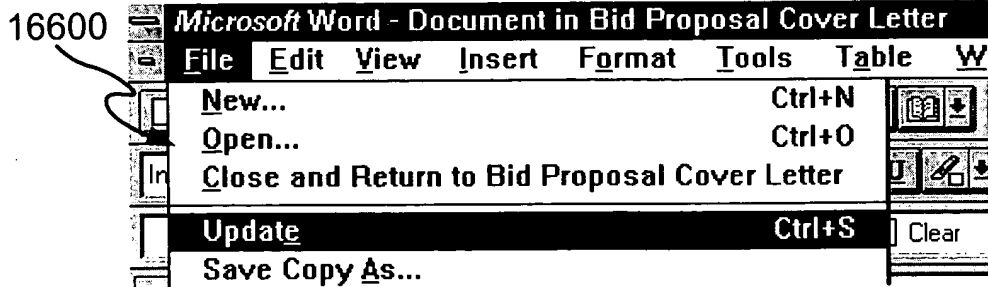 16600
Microsoft Word - Document in Bid Proposal Cover Letter
File Edit View Insert Format Tools Table W
New... Ctrl+N
Open... Ctrl+O
In
Close and Return to Bid Proposal Cover Letter
U
Update Ctrl+S
Clear
Save Copy As...